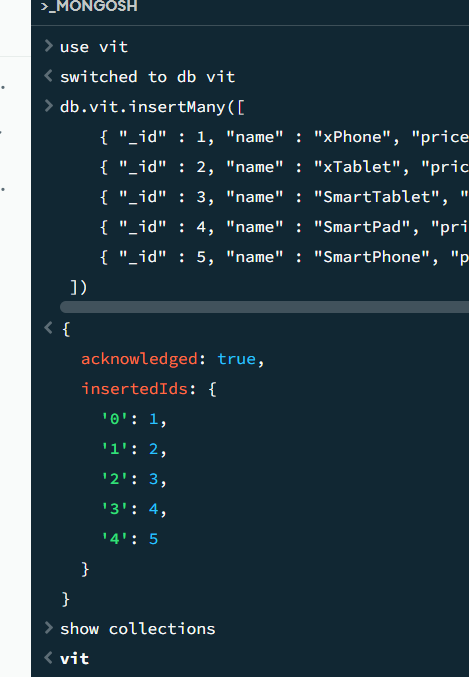 >_MONGOSH
> use vit
< switched to db vit
> db.vit.insertMany([
{ "_id" : 1, "name" : "xPhone", "price
{ "_id" : 2, "name" : "xTablet", "pric
{ "_id" : 3, "name" : "SmartTablet", "
{ "_id" : 4, "name" : "SmartPad", "pri
{ "_id" : 5, "name" : "SmartPhone", "p
])
< {
acknowledged: true,
insertedIds: {
'0': 1,
'1': 2,
'2': 3,
'3': 4,
'4': 5
}
}
> show collections
< vit